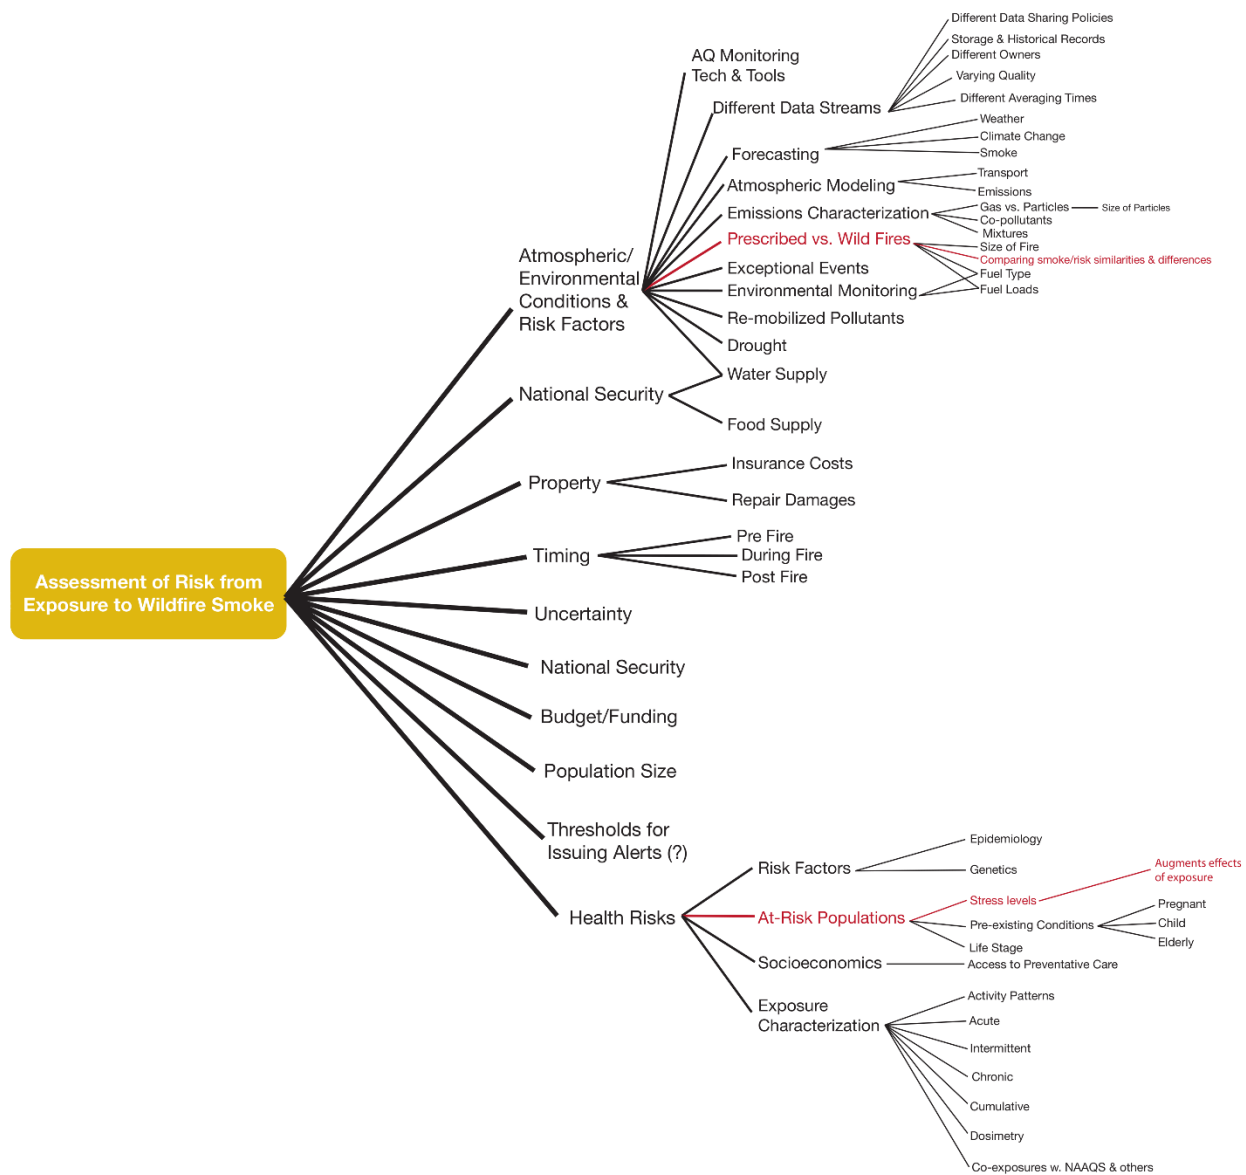 Assessment of Risk from
Exposure to Wildfire Smoke
Atmospheric/
Environmental
Conditions &
Risk Factors
AQ Monitoring
Tech & Tools
Different Data Streams
Different Data Sharing Policies
Storage & Historical Records
Different Owners
Varying Quality
Different Averaging Times
Forecasting
Weather
Climate Change
Smoke
Atmospheric Modeling
Transport
Emissions
Emissions Characterization
Gas vs. Particles
Size of Particles
Co-pollutants
Mixtures
Prescribed vs. Wild Fires
Size of Fire
Comparing smoke/risk similarities & differences
Fuel Type
Fuel Loads
Exceptional Events
Environmental Monitoring
Re-mobilized Pollutants
Drought
Water Supply
National Security
Food Supply
Property
Insurance Costs
Repair Damages
Timing
Pre Fire
During Fire
Post Fire
Uncertainty
National Security
Budget/Funding
Population Size
Thresholds for
Issuing Alerts (?)
Health Risks
Risk Factors
Epidemiology
Genetics
At-Risk Populations
Stress levels
Augments effects
of exposure
Pre-existing Conditions
Pregnant
Child
Elderly
Life Stage
Socioeconomics
Access to Preventative Care
Exposure
Characterization
Activity Patterns
Acute
Intermittent
Chronic
Cumulative
Dosimetry
Co-exposures w. NAAQS & others